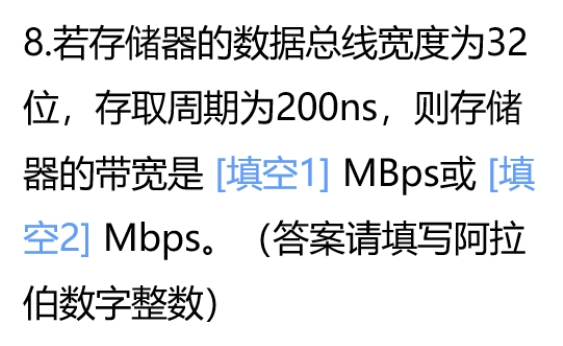 8.若存储器的数据总线宽度为32
位，存取周期为200ns，则存储
器的带宽是 [填空1] MBps或 [填
空2] Mbps。（答案请填写阿拉
伯数字整数）